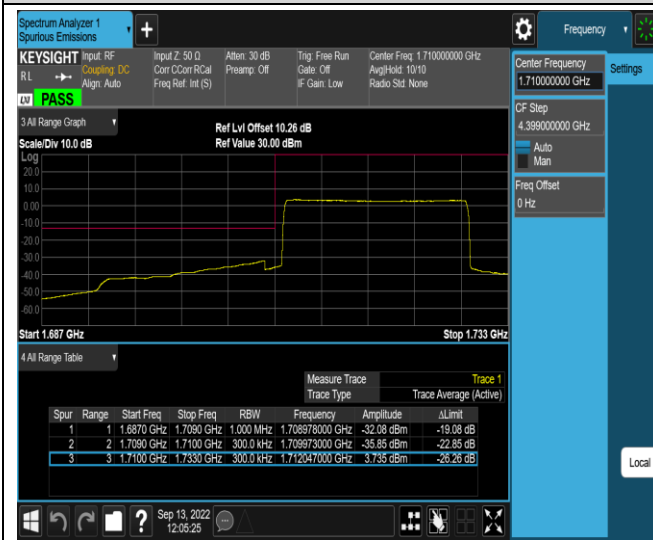 Spectrum Analyzer 1
Spurious Emissions
+
Frequency
KEYSIGHT Input: RF Input Z: 50 Ω Atten: 30 dB Trig: Free Run Center Freq: 1.710000000 GHz
RL Coupling: DC Corr CCorr RCal Preamp: Off Gate: Off Avg|Hold: 10/10
Align: Auto Freq Ref: Int (S) IF Gain: Low Radio Std: None
LXI PASS
Center Frequency
1.710000000 GHz
Settings
CF Step
4.399000000 GHz
Auto
Man
Freq Offset
0 Hz
3 All Range Graph
Ref Lvl Offset 10.26 dB
Scale/Div 10.0 dB Ref Value 30.00 dBm
Log
20.0
10.0
0.00
-10.0
-20.0
-30.0
-40.0
-50.0
-60.0
Start 1.687 GHz Stop 1.733 GHz
4 All Range Table
Measure Trace Trace 1
Trace Type Trace Average (Active)
Spur Range Start Freq Stop Freq RBW Frequency Amplitude ΔLimit
1 1 1.6870 GHz 1.7090 GHz 1.000 MHz 1.708978000 GHz -32.08 dBm -19.08 dB
2 2 1.7090 GHz 1.7100 GHz 300.0 kHz 1.709973000 GHz -35.85 dBm -22.85 dB
3 3 1.7100 GHz 1.7330 GHz 300.0 kHz 1.712047000 GHz 3.735 dBm -26.26 dB
Local
? Sep 13, 2022
12:05:25